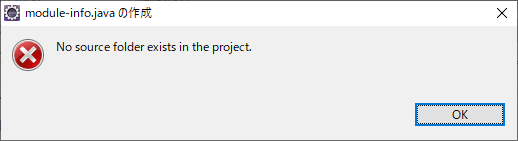 module-info.java の作成
No source folder exists in the project.
OK